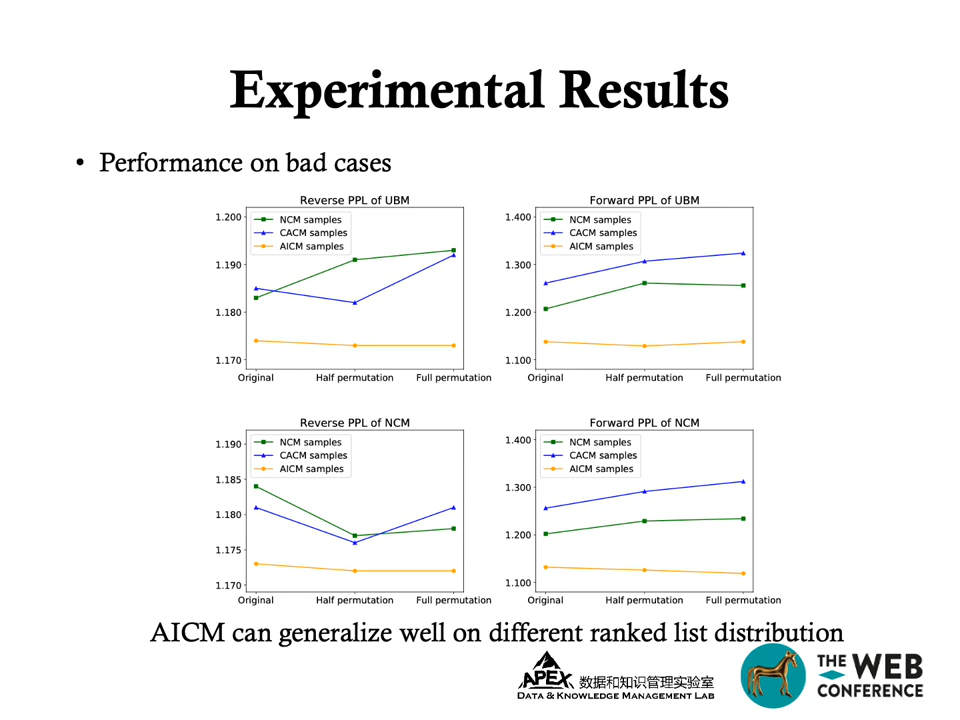 Experimental Results
• Performance on bad cases
Reverse PPL of UBM
1.200
1.190
1.180
1.170
NCM samples
CACM samples
AICM samples
Original Half permutation Full permutation
Forward PPL of UBM
1.400
1.300
1.200
1.100
NCM samples
CACM samples
AICM samples
Original Half permutation Full permutation
Reverse PPL of NCM
1.190
1.185
1.180
1.175
1.170
NCM samples
CACM samples
AICM samples
Original Half permutation Full permutation
Forward PPL of NCM
1.400
1.300
1.200
1.100
NCM samples
CACM samples
AICM samples
Original Half permutation Full permutation
AICM can generalize well on different ranked list distribution
APEX 数据和知识管理实验室
DATA & KNOWLEDGE MANAGEMENT LAB
THE WEB
CONFERENCE